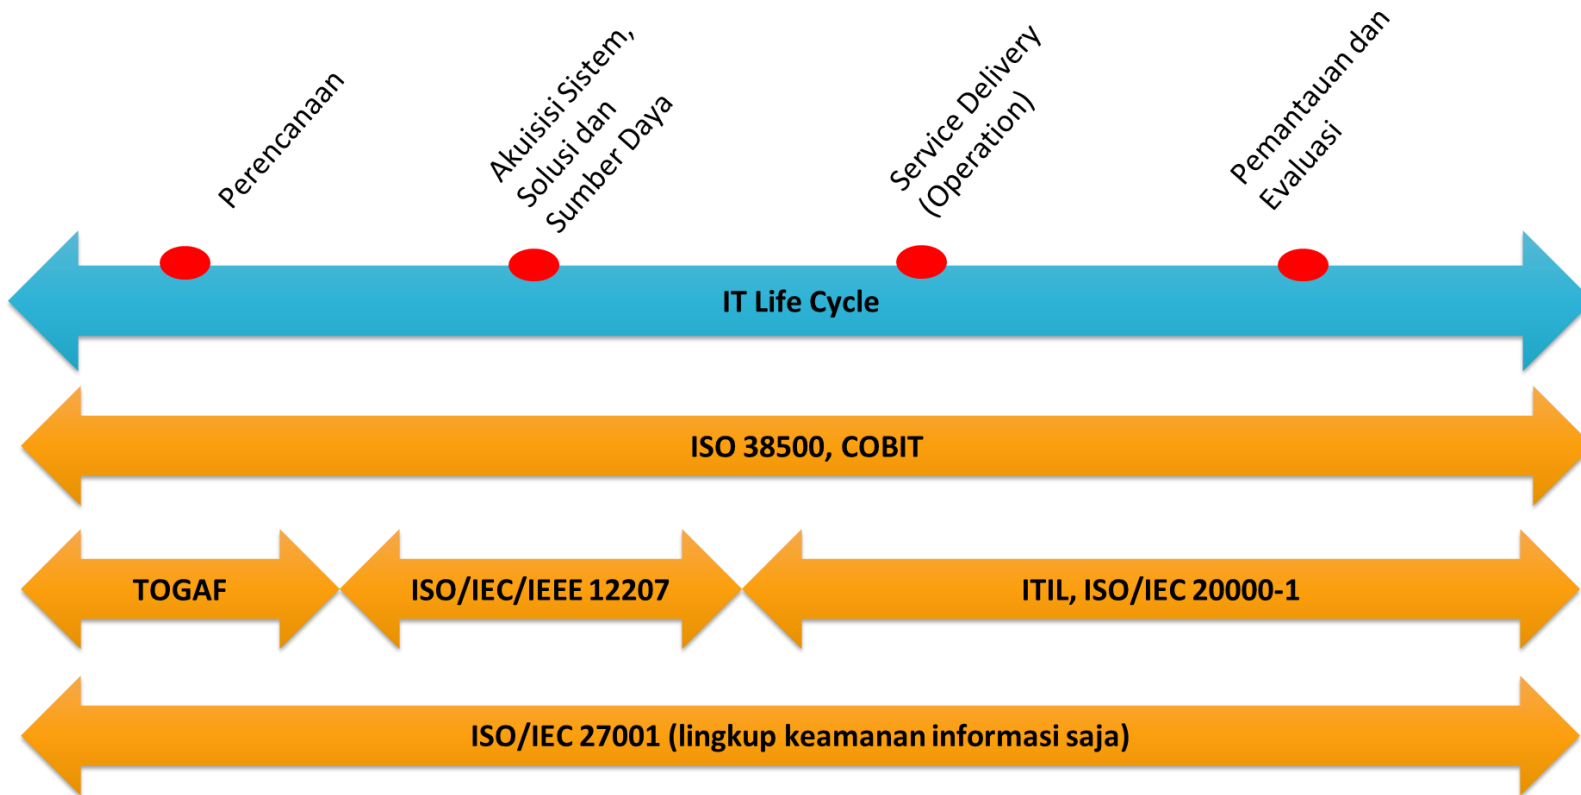 Perencanaan
Akuisisi Sistem,
Solusi dan
Sumber Daya
Service Delivery
(Operation)
Pemantauan dan
Evaluasi
IT Life Cycle
ISO 38500, COBIT
TOGAF
ISO/IEC/IEEE 12207
ITIL, ISO/IEC 20000-1
ISO/IEC 27001 (lingkup keamanan informasi saja)